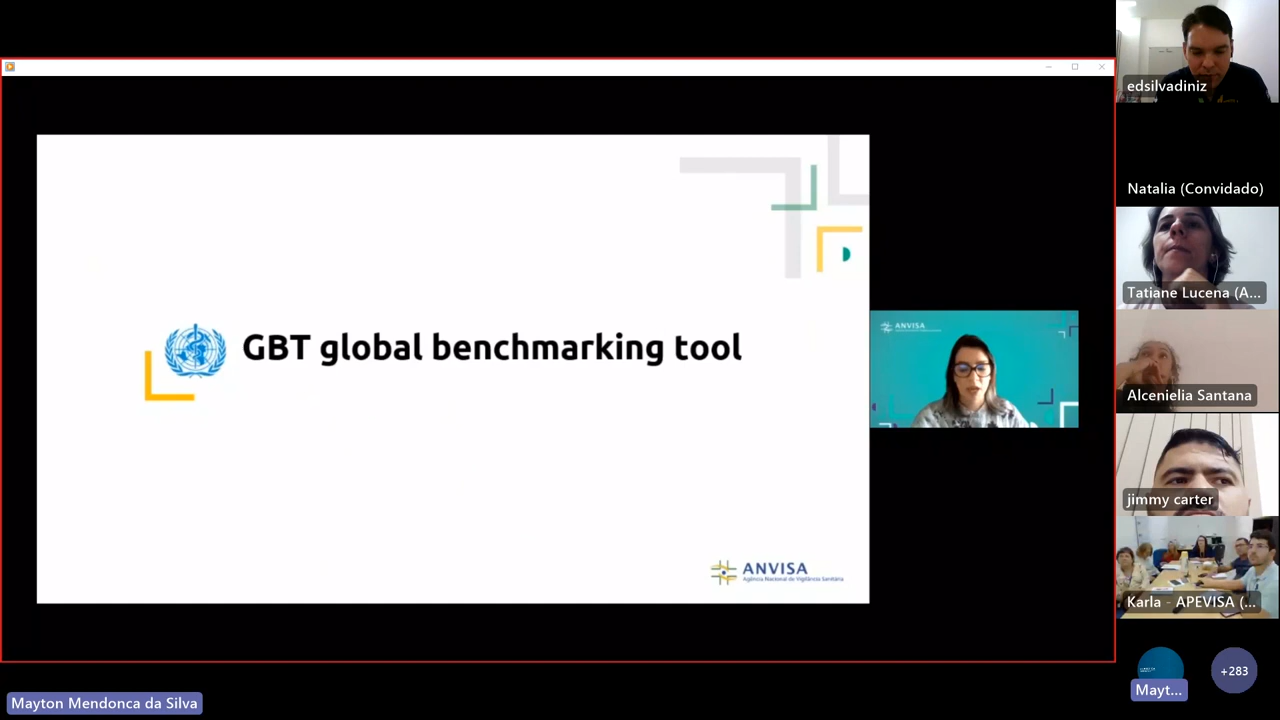 edsilvadiniz
Natalia (Convidado)
Tatiane Lucena (A...
Alcenielia Santana
jimmy carter
Karla - APEVISA (...
Mayt...
+283
GBT global benchmarking tool
ANVISA
ANVISA
Agência Nacional de Vigilância Sanitária
Mayton Mendonca da Silva